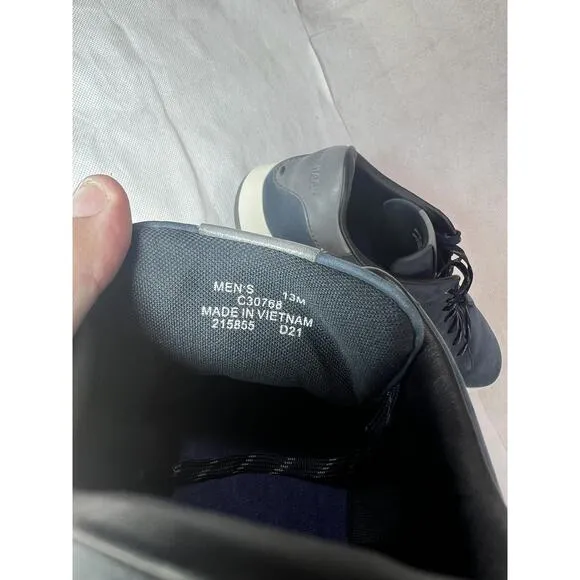 MEN'S 13M
C30768
MADE IN VIETNAM
215855 D21